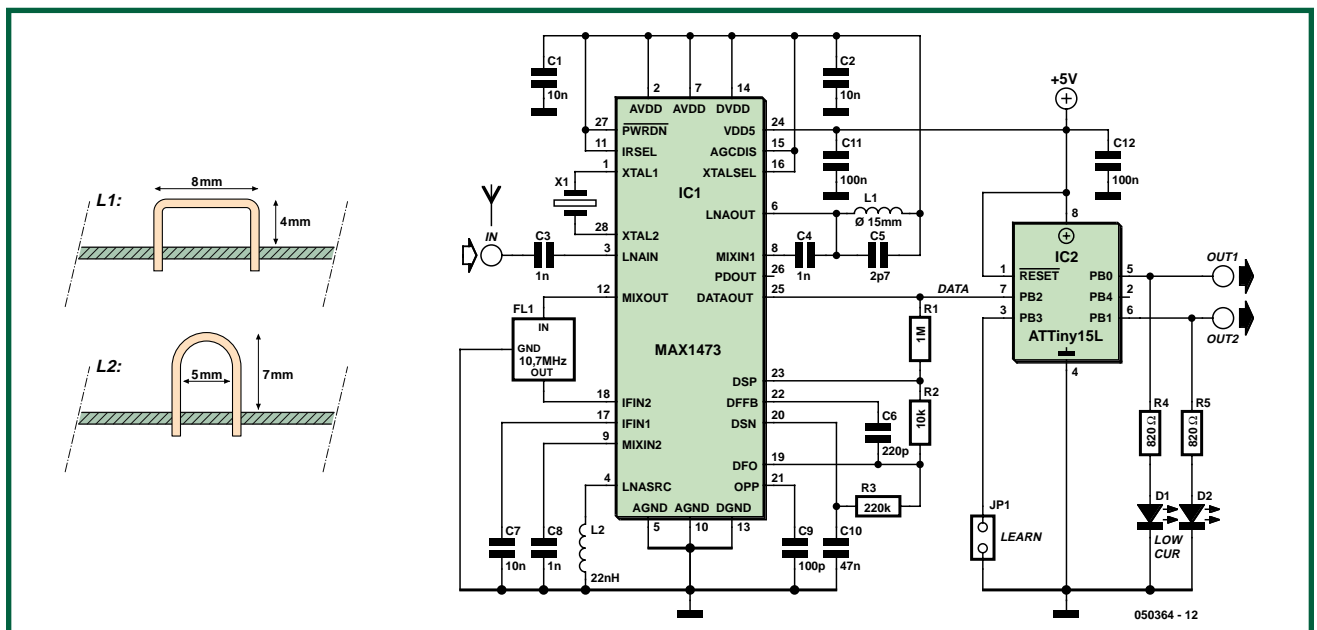 L1:
8mm
4mm
L2:
5mm
7mm
C1
10n
C2
10n
2
7
14
AVDD
AVDD
DVDD
27
PWRDN
11
IRSEL
1
XTAL1
X1
28
XTAL2
IN
C3
1n
3
LNAIN
12
MIXOUT
FL1
IN
GND
10,7MHz
OUT
18
IFIN2
17
IFIN1
9
MIXIN2
4
LNASRC
IC1
MAX1473
VDD5
24
AGCDIS
15
XTALSEL
16
LNAOUT
6
MIXIN1
8
PDOUT
26
DATAOUT
25
DSP
23
DFFB
22
DSN
20
DFO
19
OPP
21
AGND
AGND
DGND
5
10
13
C11
100n
L1
Ø 15mm
C4
1n
C5
2p7
DATA
R1
1M
R2
10k
C6
220p
R3
220k
C7
10n
C8
1n
L2
22nH
C9
100p
C10
47n
+5V
C12
100n
8
IC2
1
RESET
7
PB2
3
PB3
PB0
5
PB4
2
PB1
6
ATTiny15L
4
OUT1
OUT2
R4
820Ω
R5
820Ω
D1
D2
LOW
CUR
JP1
LEARN
050364 - 12